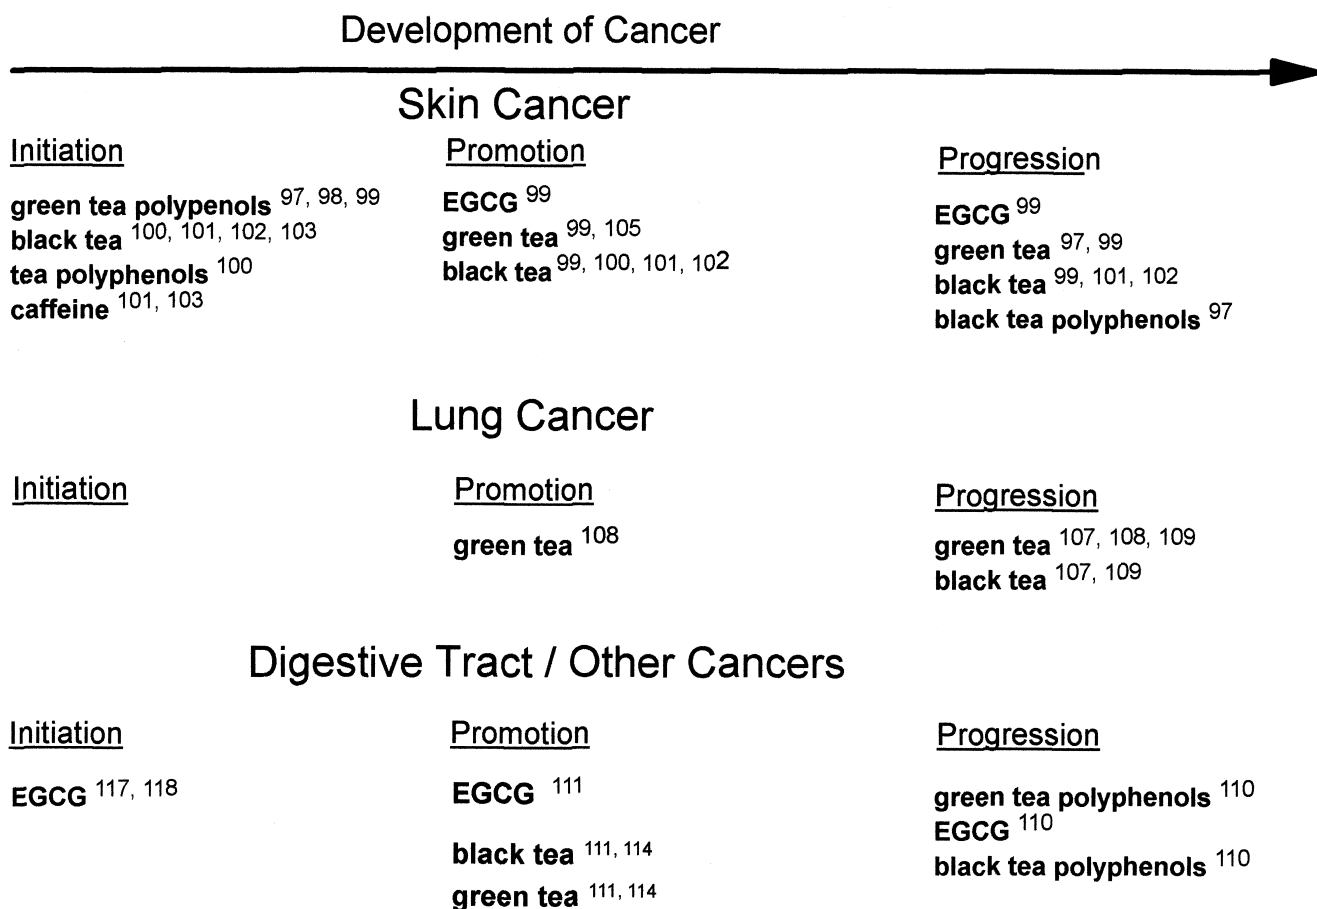 Development of Cancer
Skin Cancer
Initiation
green tea polypenols 97, 98, 99
black tea 100, 101, 102, 103
tea polyphenols 100
caffeine 101, 103
Promotion
EGCG 99
green tea 99, 105
black tea 99, 100, 101, 102
Progression
EGCG 99
green tea 97, 99
black tea 99, 101, 102
black tea polyphenols 97
Lung Cancer
Initiation
Promotion
green tea 108
Progression
green tea 107, 108, 109
black tea 107, 109
Digestive Tract / Other Cancers
Initiation
EGCG 117, 118
Promotion
EGCG 111
black tea 111, 114
green tea 111, 114
Progression
green tea polyphenols 110
EGCG 110
black tea polyphenols 110